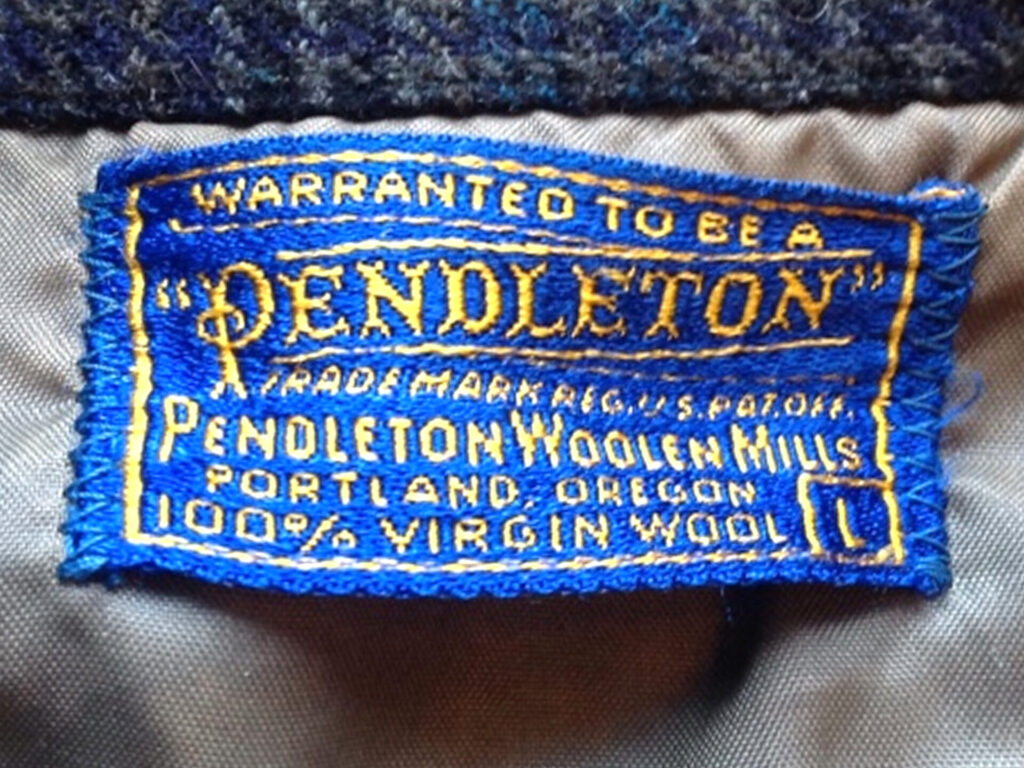 WARRANTED TO BE A
"PENDLETON"
TRADE MARK REG. U.S. PAT. OFF.
PENDLETON WOOLEN MILLS
PORTLAND, OREGON
100% VIRGIN WOOL L